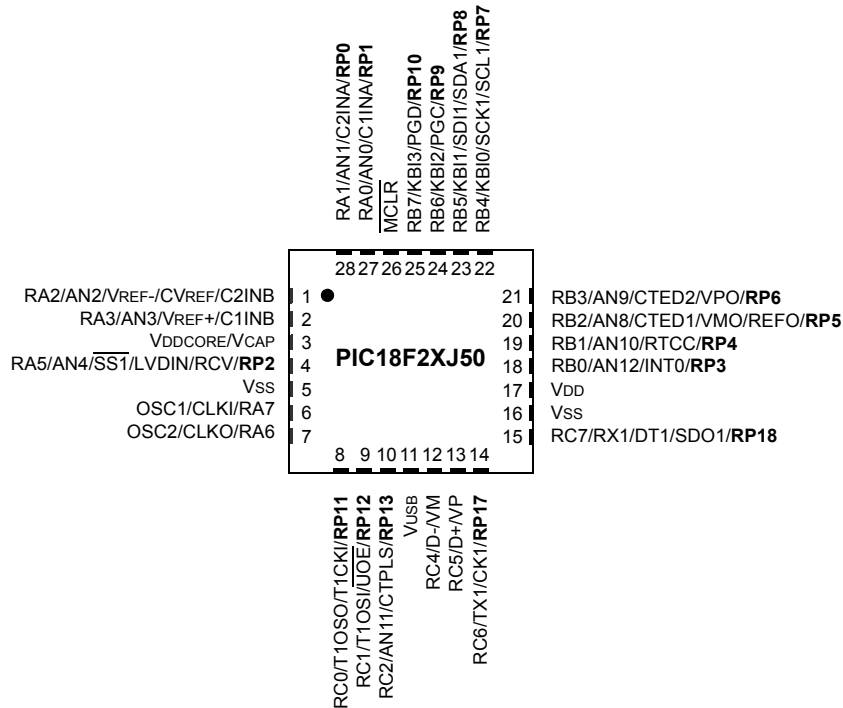 RA1/AN1/C2INA/RP0
RA0/AN0/C1INA/RP1
MCLR
RB7/KBI3/PGD/RP10
RB6/KBI2/PGC/RP9
RB5/KBI1/SDI1/SDA1/RP8
RB4/KBI0/SCK1/SCL1/RP7
28 27 26 25 24 23 22
RA2/AN2/VREF-/CVREF/C2INB 1
RA3/AN3/VREF+/C1INB 2
VDDCORE/VCAP 3
RA5/AN4/SS1/LVDIN/RCV/RP2 4
VSS 5
OSC1/CLKI/RA7 6
OSC2/CLKO/RA6 7
PIC18F2XJ50
21 RB3/AN9/CTED2/VPO/RP6
20 RB2/AN8/CTED1/VMO/REFO/RP5
19 RB1/AN10/RTCC/RP4
18 RB0/AN12/INT0/RP3
17 VDD
16 VSS
15 RC7/RX1/DT1/SDO1/RP18
8 9 10 11 12 13 14
RC0/T1OSO/T1CKI/RP11
RC1/T1OSI/UOE/RP12
RC2/AN11/CTPLS/RP13
VUSB
RC4/D-/VM
RC5/D+/VP
RC6/TX1/CK1/RP17